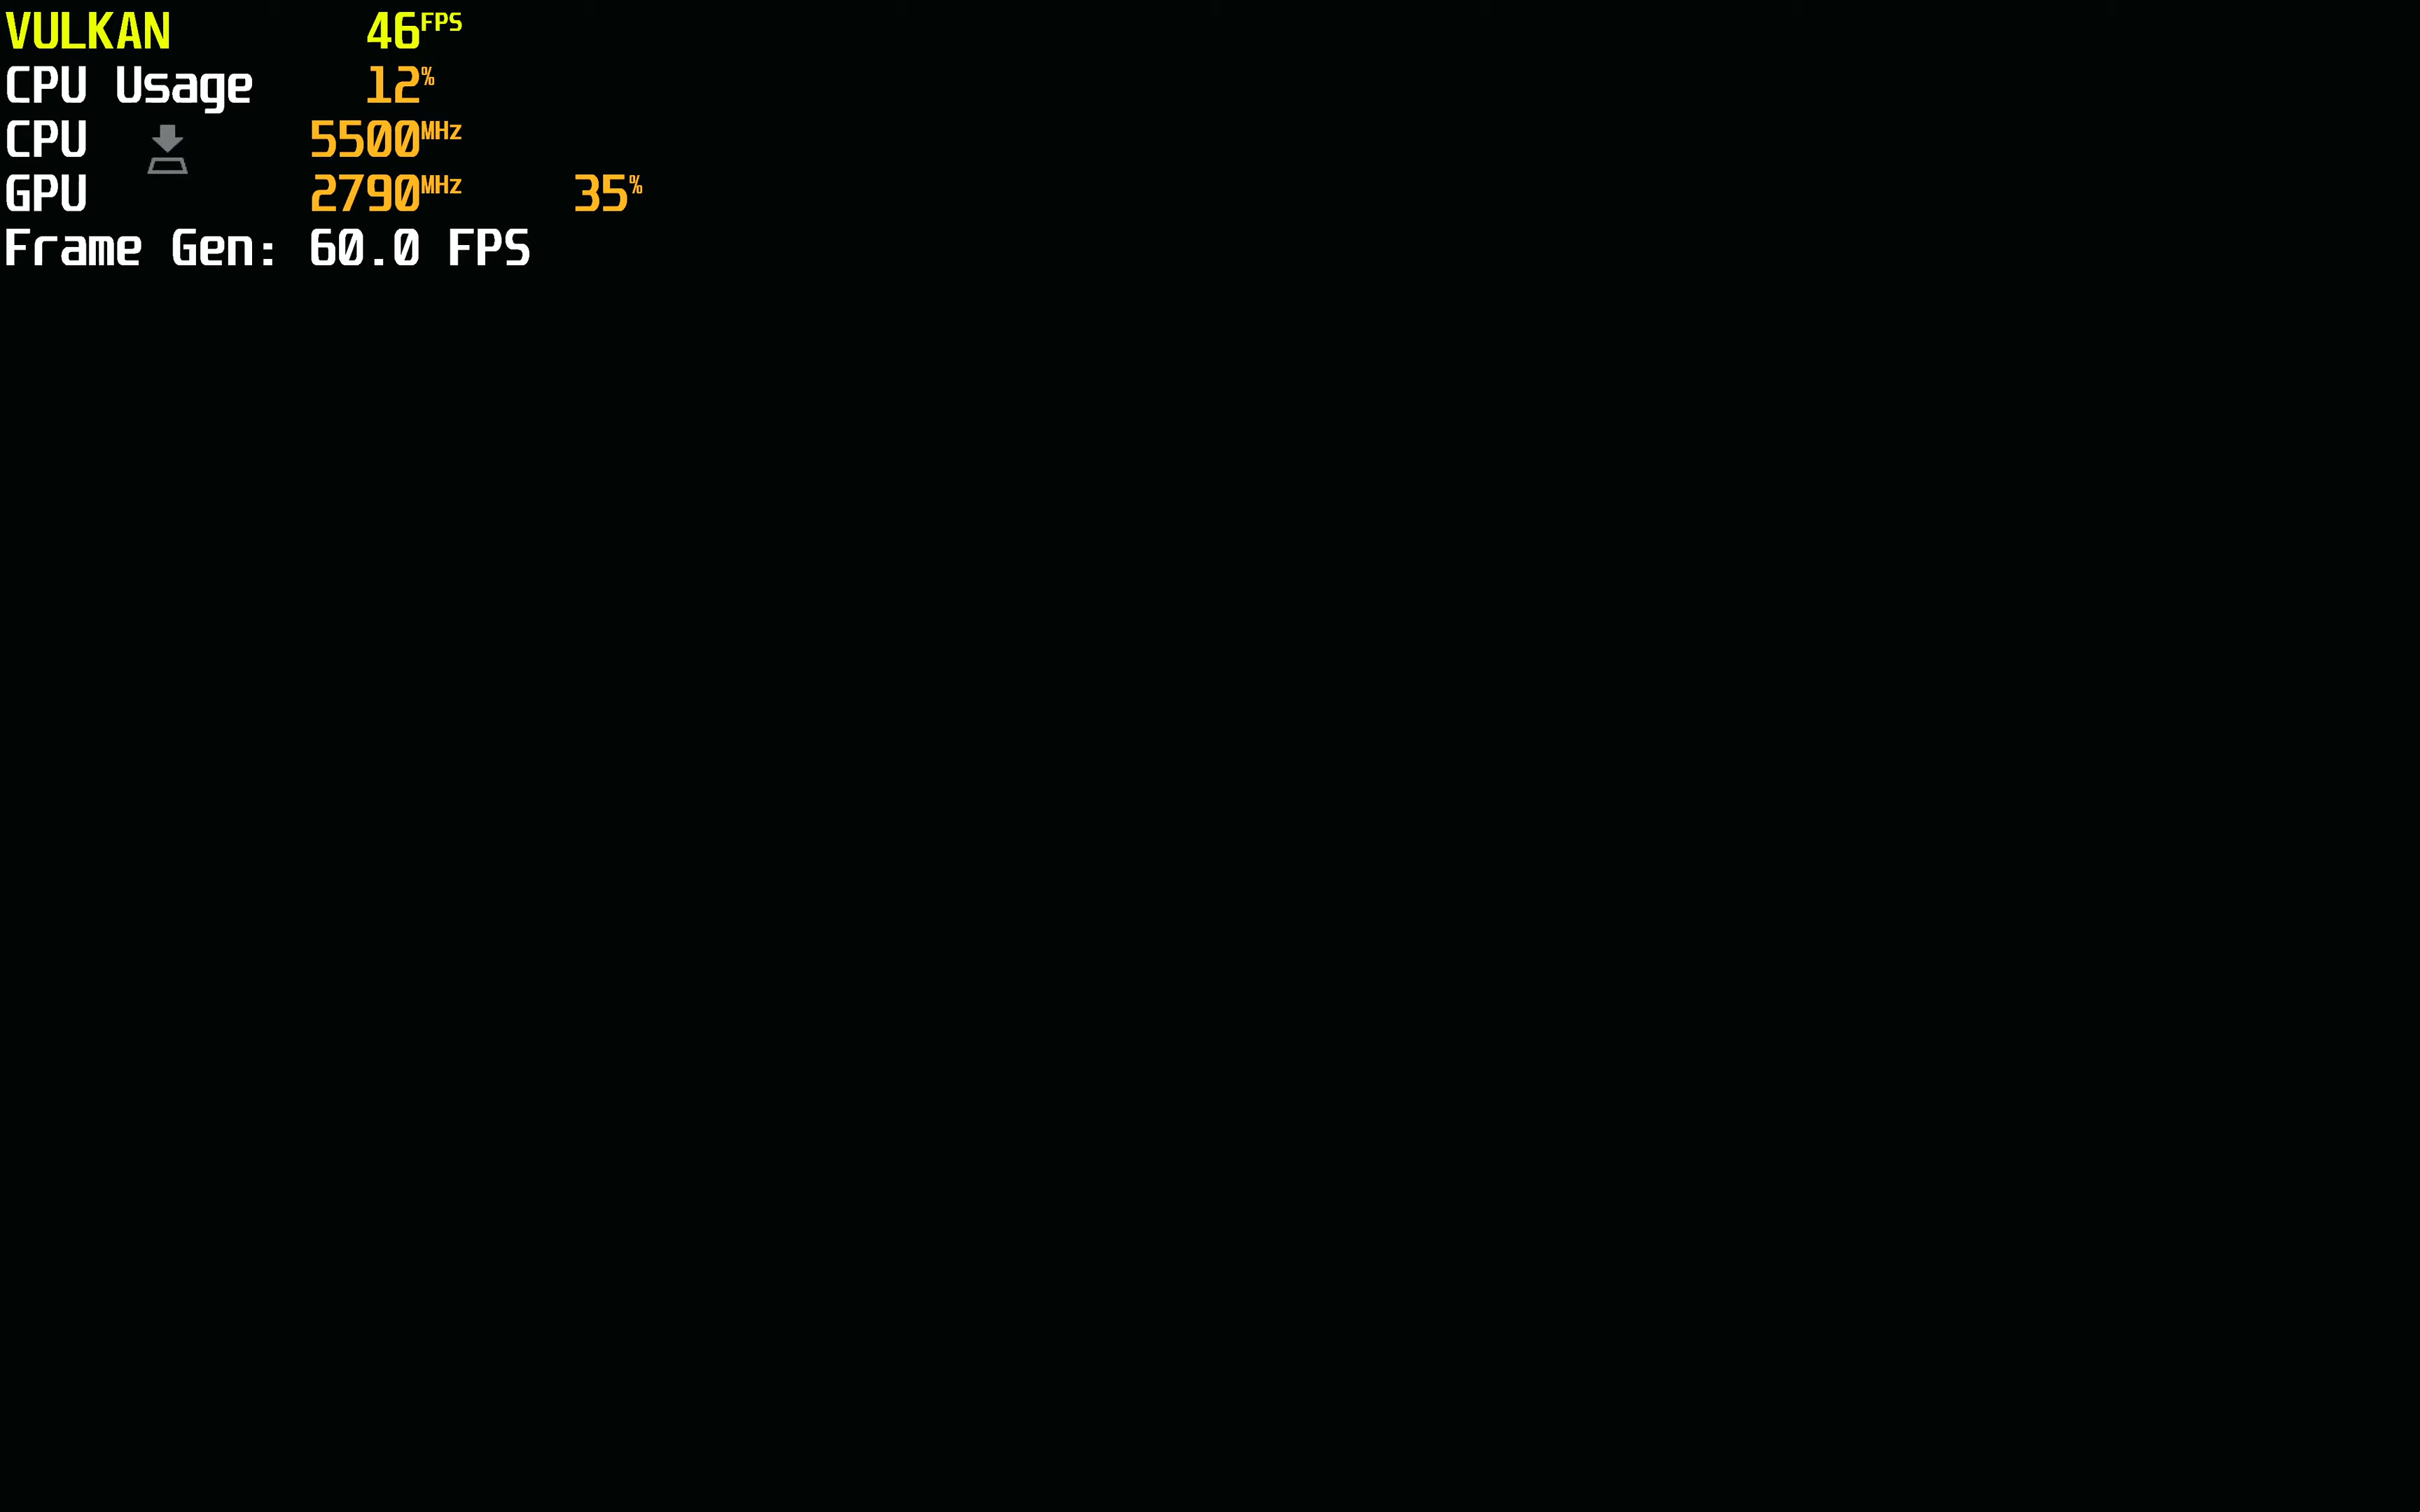 VULKAN 46FPS
CPU Usage 12%
CPU 5500MHz
GPU 2790MHz 35%
Frame Gen: 60.0 FPS